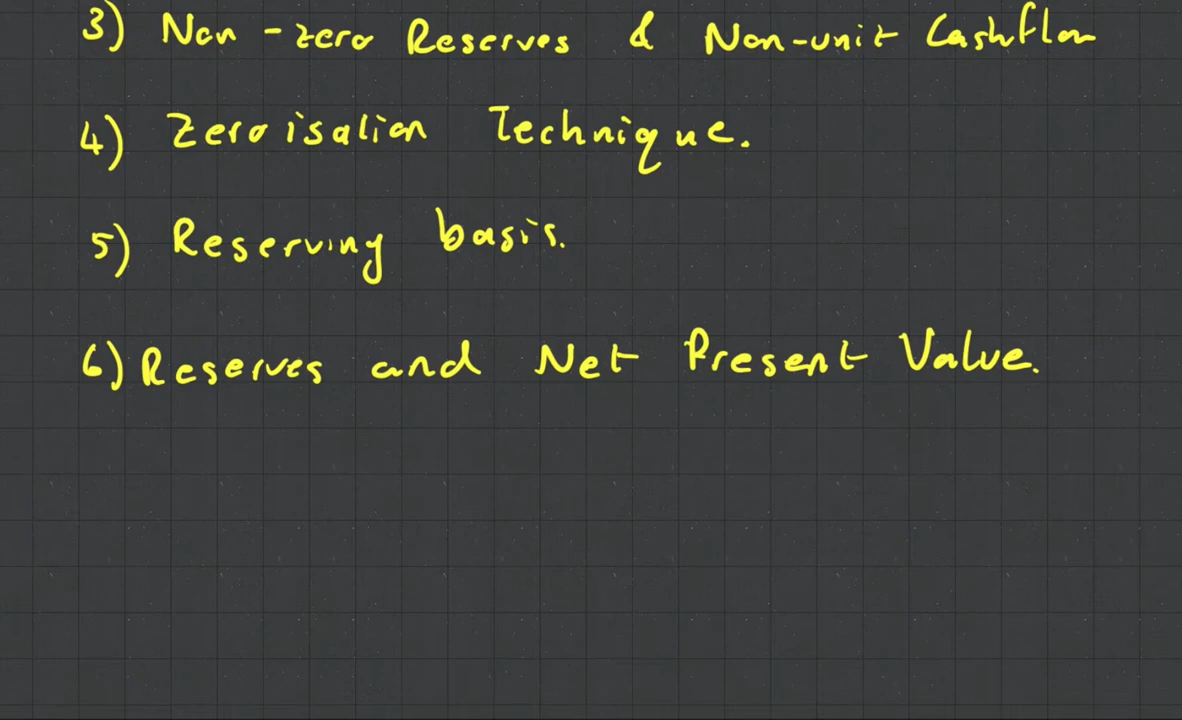 3) Non-zero Reserves & Non-unit Cashflow
4) Zeroisation Technique.
5) Reserving basis.
6) Reserves and Net Present Value.